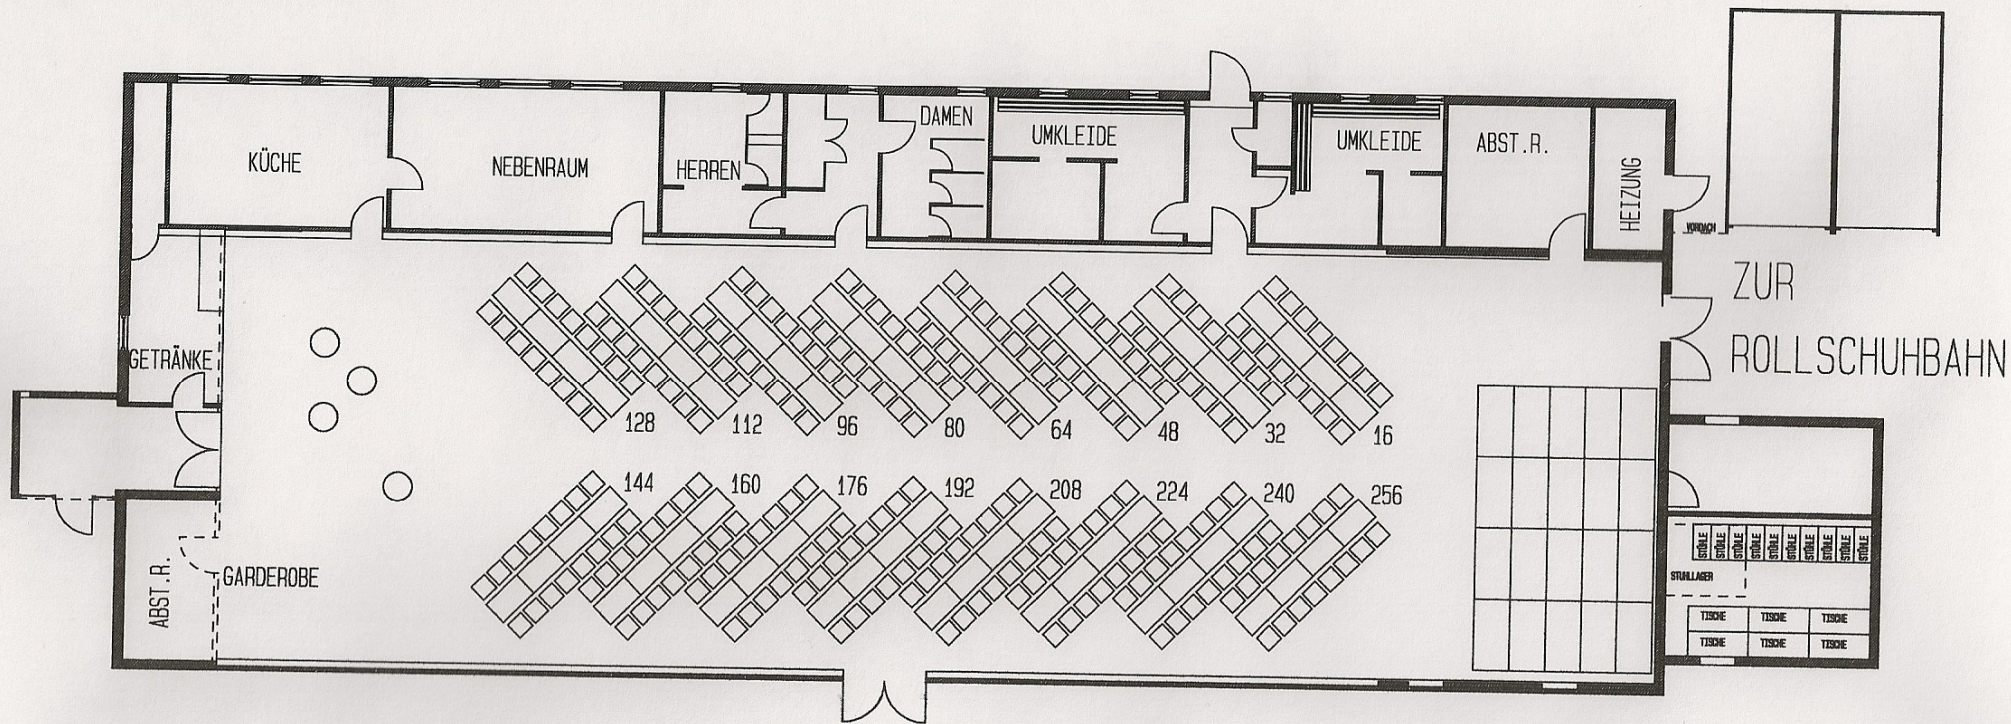 KÜCHE
NEBENRAUM
HERREN
DAMEN
UMKLEIDE
UMKLEIDE
ABST.R.
HEIZUNG
VORDACH
ZUR
ROLLSCHUHBAHN
GETRÄNKE
128
112
96
80
64
48
32
16
144
160
176
192
208
224
240
256
ABST.R.
GARDEROBE
STÜHLE
STÜHLE
STÜHLE
STÜHLE
STÜHLE
STÜHLE
STÜHLE
STÜHLE
STÜHLE
STÜHLE
STUHLLAGER
TISCHE TISCHE TISCHE
TISCHE TISCHE TISCHE